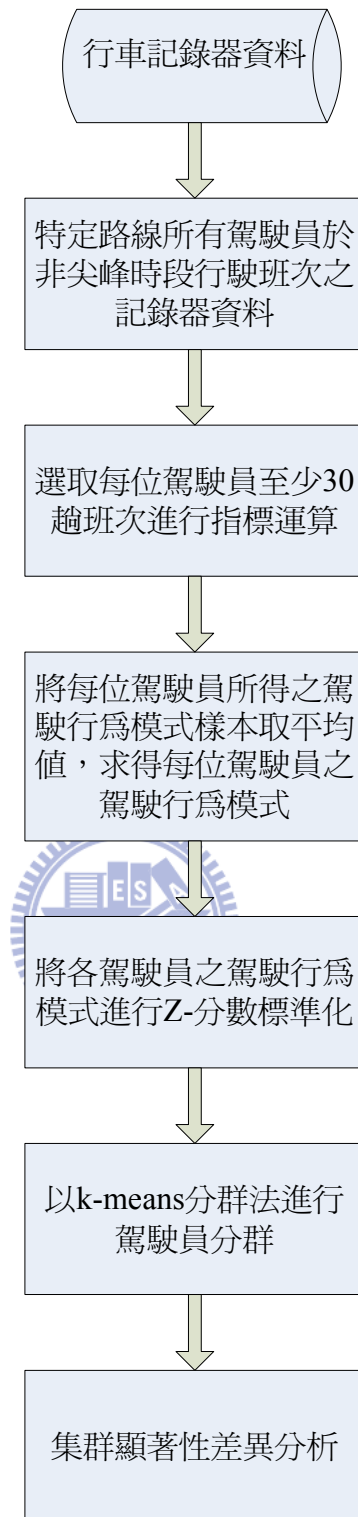 行車記錄器資料
特定路線所有駕駛員於
非尖峰時段行駛班次之
記錄器資料
選取每位駕駛員至少30
趟班次進行指標運算
將每位駕駛員所得之駕
駛行為模式樣本取平均
值，求得每位駕駛員之
駕駛行為模式
ESA
將各駕駛員之駕駛行為
模式進行Z-分數標準化
以k-means分群法進行
駕駛員分群
集群顯著性差異分析